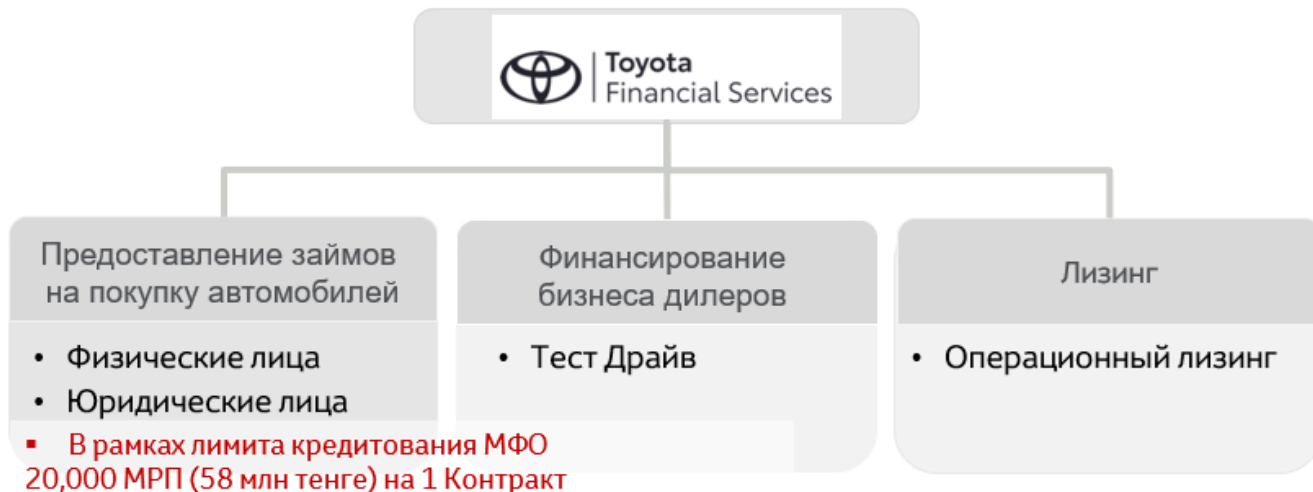 Toyota
Financial Services
Предоставление займов
на покупку автомобилей
• Физические лица
• Юридические лица
▪ В рамках лимита кредитования МФО
20,000 МРП (58 млн тенге) на 1 Контракт
Финансирование
бизнеса дилеров
• Тест Драйв
Лизинг
• Операционный лизинг